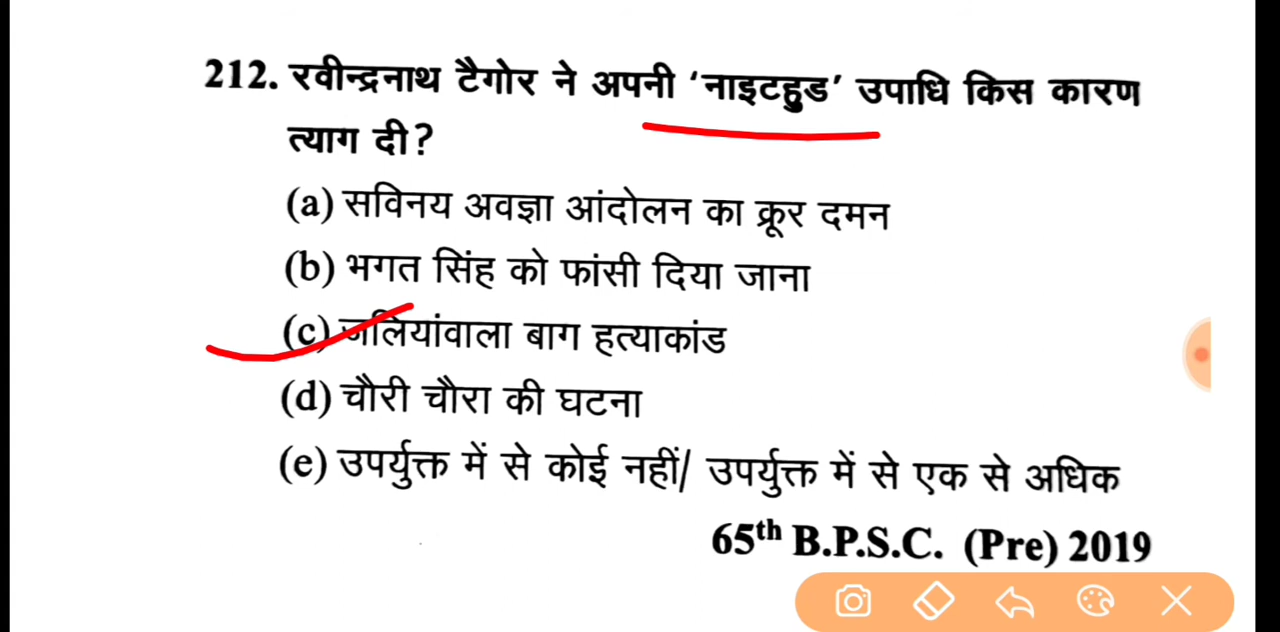 212. रवीन्द्रनाथ टैगोर ने अपनी ‘नाइटहुड’ उपाधि किस कारण
त्याग दी?
(a) सविनय अवज्ञा आंदोलन का क्रूर दमन
(b) भगत सिंह को फांसी दिया जाना
(c) जलियांवाला बाग हत्याकांड
(d) चौरी चौरा की घटना
(e) उपर्युक्त में से कोई नहीं/ उपर्युक्त में से एक से अधिक
65th B.P.S.C. (Pre) 2019